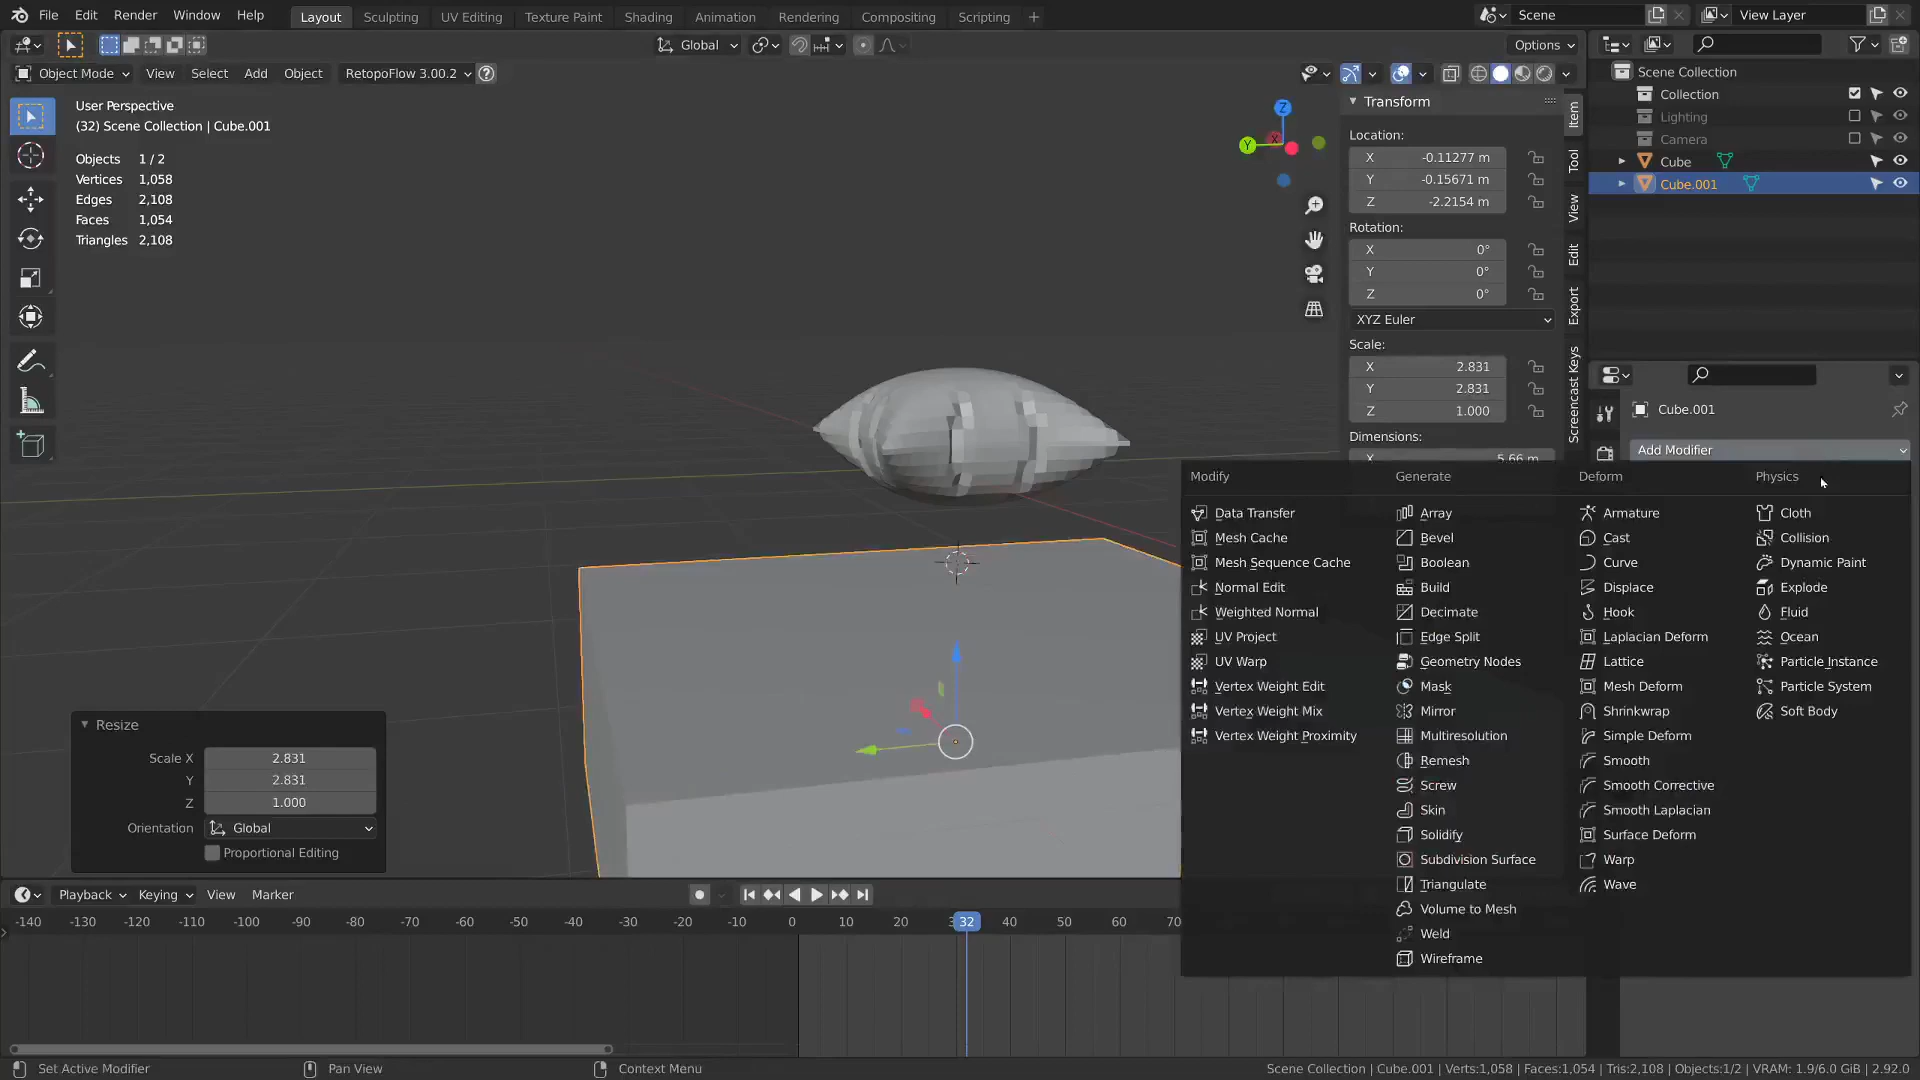 File Edit Render Window Help Layout Sculpting UV Editing Texture Paint Shading Animation Rendering Compositing Scripting + Scene View Layer
Global Options
Object Mode View Select Add Object RetopoFlow 3.00.2
User Perspective
(32) Scene Collection | Cube.001
Objects 1 / 2
Vertices 1,058
Edges 2,108
Faces 1,054
Triangles 2,108
Z
Y
X
Transform
Location:
X -0.11277 m
Y -0.15671 m
Z -2.2154 m
Rotation:
X 0°
Y 0°
Z 0°
XYZ Euler
Scale:
X 2.831
Y 2.831
Z 1.000
Dimensions:
X 5.66 m
Item
Tool
View
Edit
Export
Screencast Keys
Scene Collection
Collection
Lighting
Camera
Cube
Cube.001
Cube.001
Add Modifier
Modify
Data Transfer
Mesh Cache
Mesh Sequence Cache
Normal Edit
Weighted Normal
UV Project
UV Warp
Vertex Weight Edit
Vertex Weight Mix
Vertex Weight Proximity
Generate
Array
Bevel
Boolean
Build
Decimate
Edge Split
Geometry Nodes
Mask
Mirror
Multiresolution
Remesh
Screw
Skin
Solidify
Subdivision Surface
Triangulate
Volume to Mesh
Weld
Wireframe
Deform
Armature
Cast
Curve
Displace
Hook
Laplacian Deform
Lattice
Mesh Deform
Shrinkwrap
Simple Deform
Smooth
Smooth Corrective
Smooth Laplacian
Surface Deform
Warp
Wave
Physics
Cloth
Collision
Dynamic Paint
Explode
Fluid
Ocean
Particle Instance
Particle System
Soft Body
Resize
Scale X 2.831
Y 2.831
Z 1.000
Orientation Global
Proportional Editing
Playback Keying View Marker
-140 -130 -120 -110 -100 -90 -80 -70 -60 -50 -40 -30 -20 -10 0 10 20 32 40 50 60 70
Set Active Modifier Pan View Context Menu Scene Collection | Cube.001 | Verts:1,058 | Faces:1,054 | Tris:2,108 | Objects:1/2 | VRAM: 1.9/6.0 GiB | 2.92.0